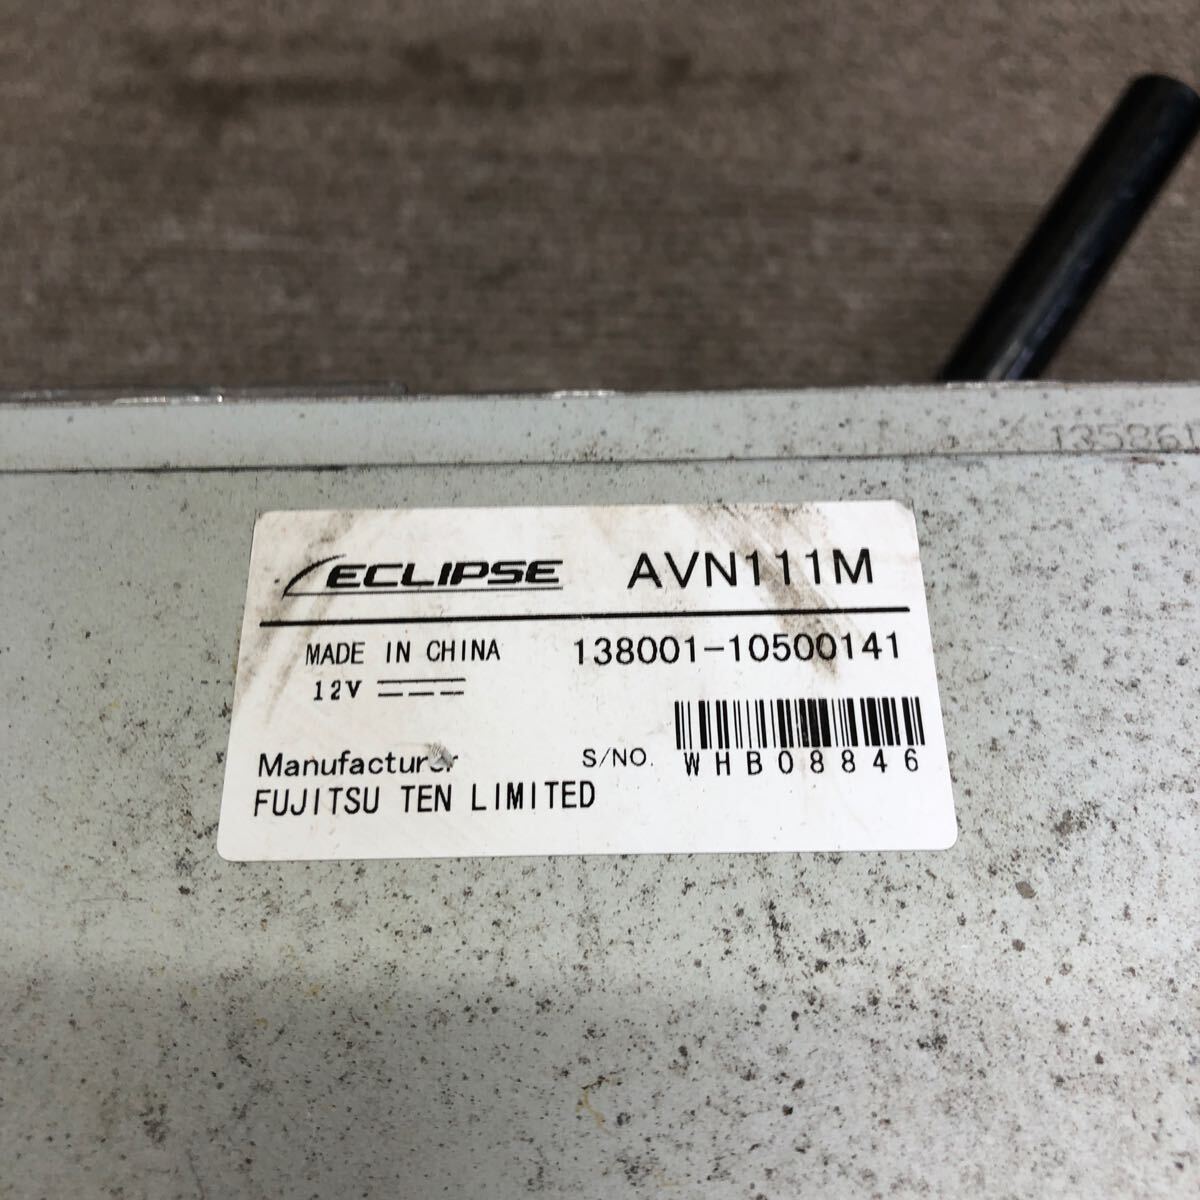 ECLIPSE AVN111M
MADE IN CHINA 138001-10500141
12V
S/NO. WHB08846
Manufacturer
FUJITSU TEN LIMITED